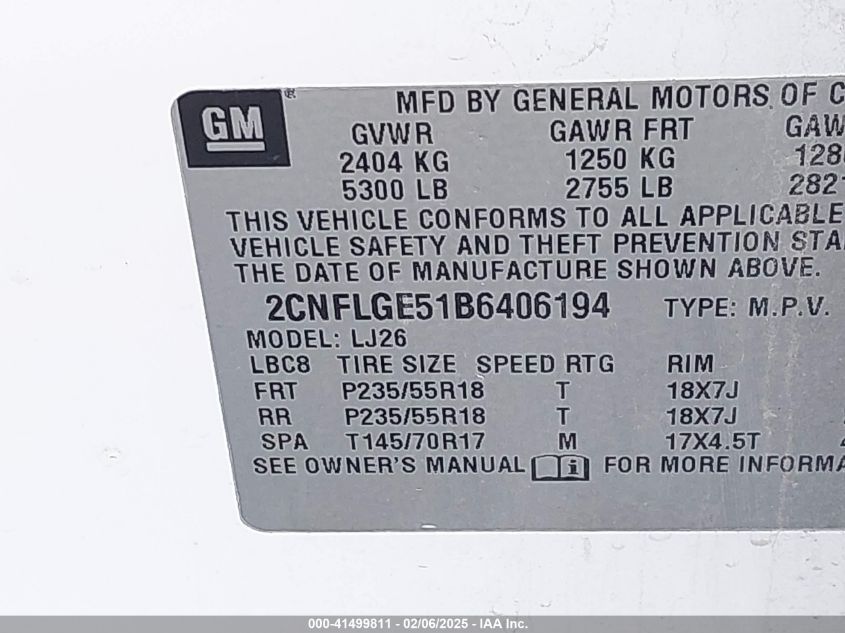 GM ®
MFD BY GENERAL MOTORS OF C
GVWR GAWR FRT GAW
2404 KG 1250 KG 128
5300 LB 2755 LB 282
THIS VEHICLE CONFORMS TO ALL APPLICABLE
VEHICLE SAFETY AND THEFT PREVENTION STA
THE DATE OF MANUFACTURE SHOWN ABOVE.
2CNFLGE51B6406194 TYPE: M.P.V.
MODEL: LJ26
LBC8 TIRE SIZE SPEED RTG RIM
FRT P235/55R18 T 18X7J
RR P235/55R18 T 18X7J
SPA T145/70R17 M 17X4.5T
SEE OWNER'S MANUAL i FOR MORE INFORMA
000-41499811 - 02/06/2025 - IAA Inc.